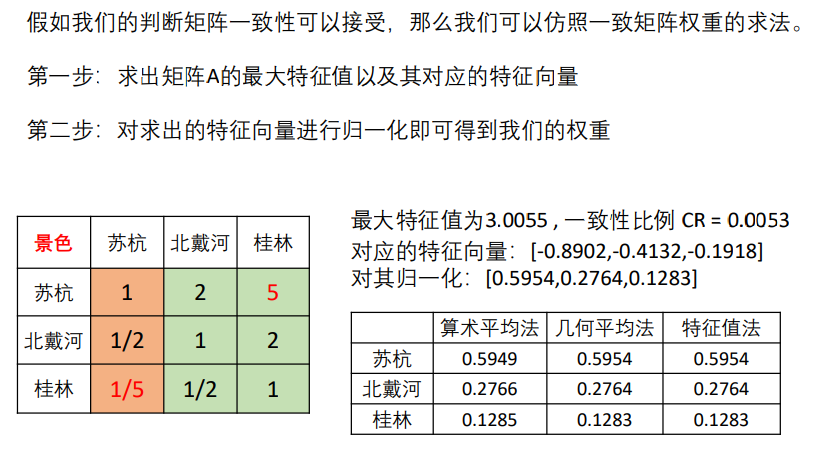 假如我们的判断矩阵一致性可以接受，那么我们可以仿照一致矩阵权重的求法。
第一步：求出矩阵A的最大特征值以及其对应的特征向量
第二步：对求出的特征向量进行归一化即可得到我们的权重
景色 苏杭 北戴河 桂林
苏杭 1 2 5
北戴河 1/2 1 2
桂林 1/5 1/2 1
最大特征值为3.0055 , 一致性比例 CR = 0.0053
对应的特征向量：[-0.8902,-0.4132,-0.1918]
对其归一化：[0.5954,0.2764,0.1283]
算术平均法 几何平均法 特征值法
苏杭 0.5949 0.5954 0.5954
北戴河 0.2766 0.2764 0.2764
桂林 0.1285 0.1283 0.1283